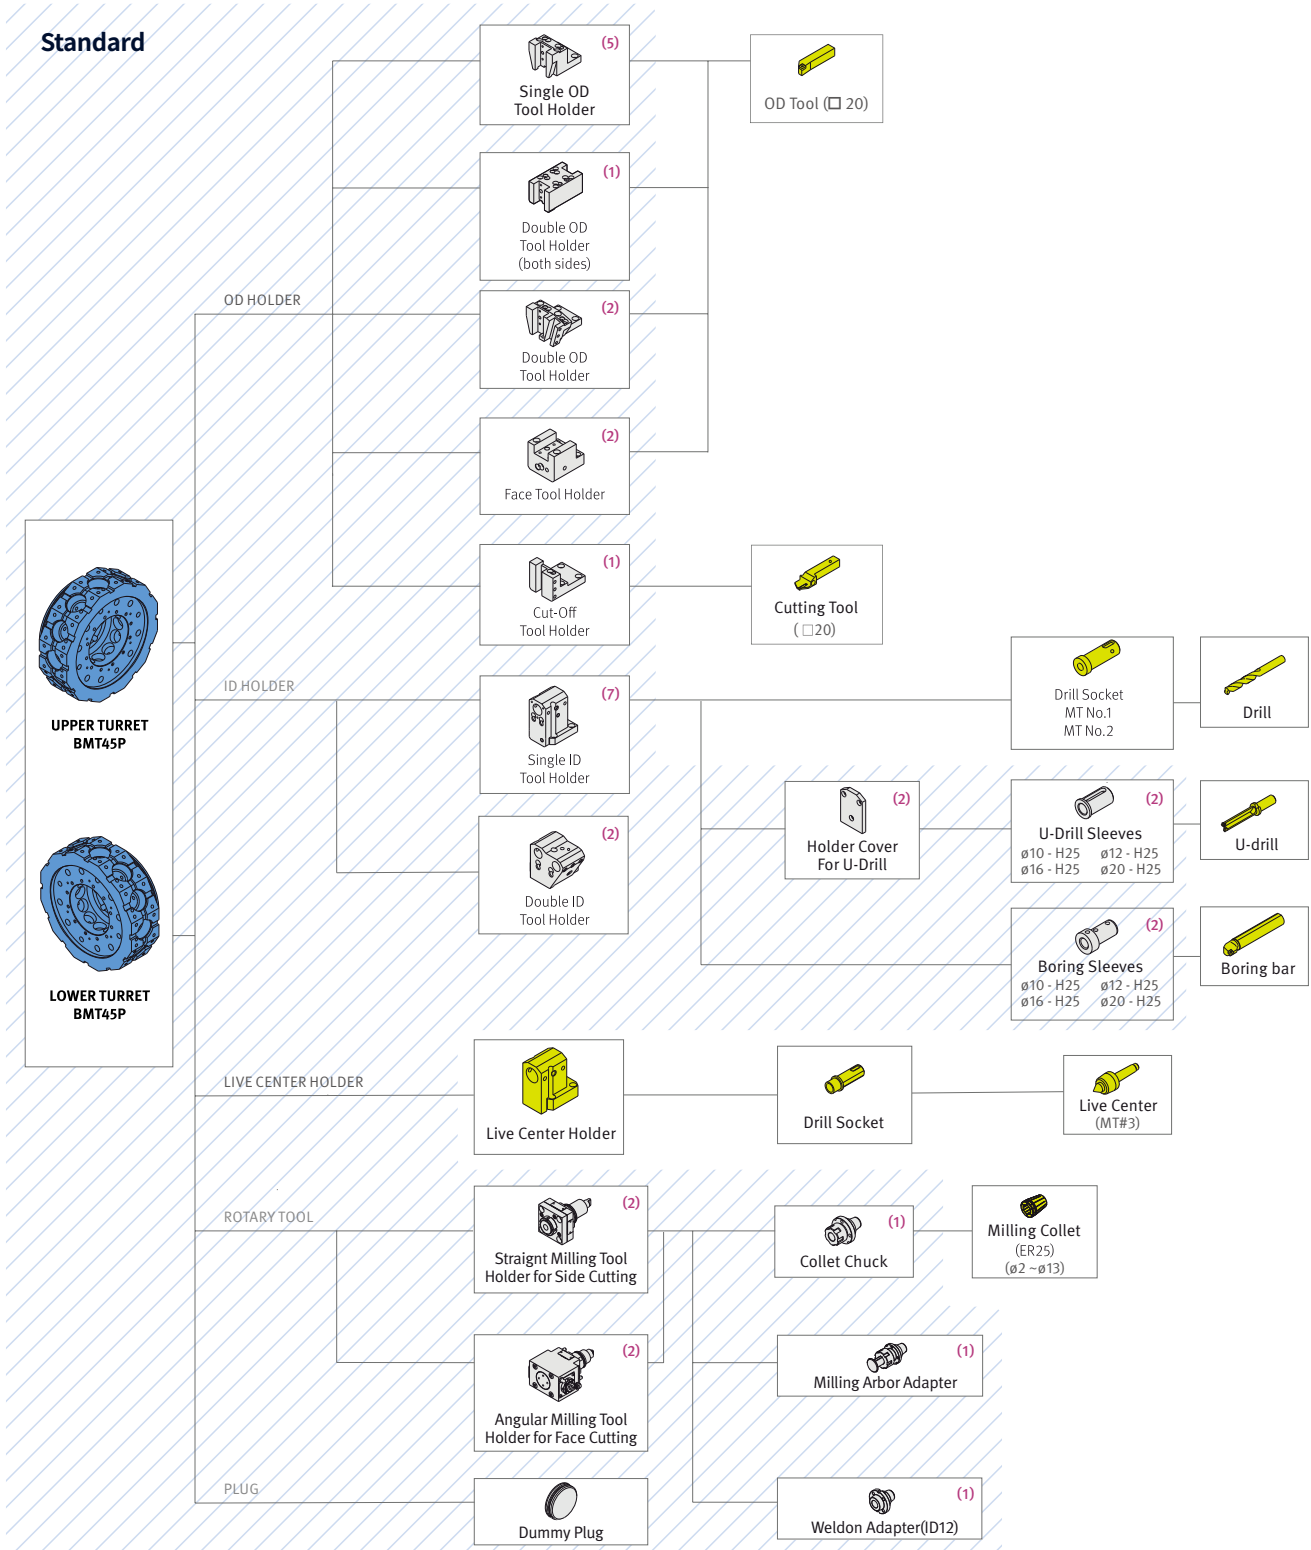 Standard
(5)
Single OD
Tool Holder
OD Tool (□ 20)
(1)
Double OD
Tool Holder
(both sides)
OD HOLDER
(2)
Double OD
Tool Holder
(2)
Face Tool Holder
(1)
Cut-Off
Tool Holder
Cutting Tool
( □20)
UPPER TURRET
BMT45P
LOWER TURRET
BMT45P
ID HOLDER
(7)
Single ID
Tool Holder
Drill Socket
MT No.1
MT No.2
Drill
(2)
Double ID
Tool Holder
(2)
Holder Cover
For U-Drill
(2)
U-Drill Sleeves
ø10 - H25 ø12 - H25
ø16 - H25 ø20 - H25
U-drill
(2)
Boring Sleeves
ø10 - H25 ø12 - H25
ø16 - H25 ø20 - H25
Boring bar
LIVE CENTER HOLDER
Live Center Holder
Drill Socket
Live Center
(MT#3)
ROTARY TOOL
(2)
Straignt Milling Tool
Holder for Side Cutting
(1)
Collet Chuck
Milling Collet
(ER25)
(ø2 ~ø13)
(2)
Angular Milling Tool
Holder for Face Cutting
(1)
Milling Arbor Adapter
PLUG
Dummy Plug
(1)
Weldon Adapter(ID12)